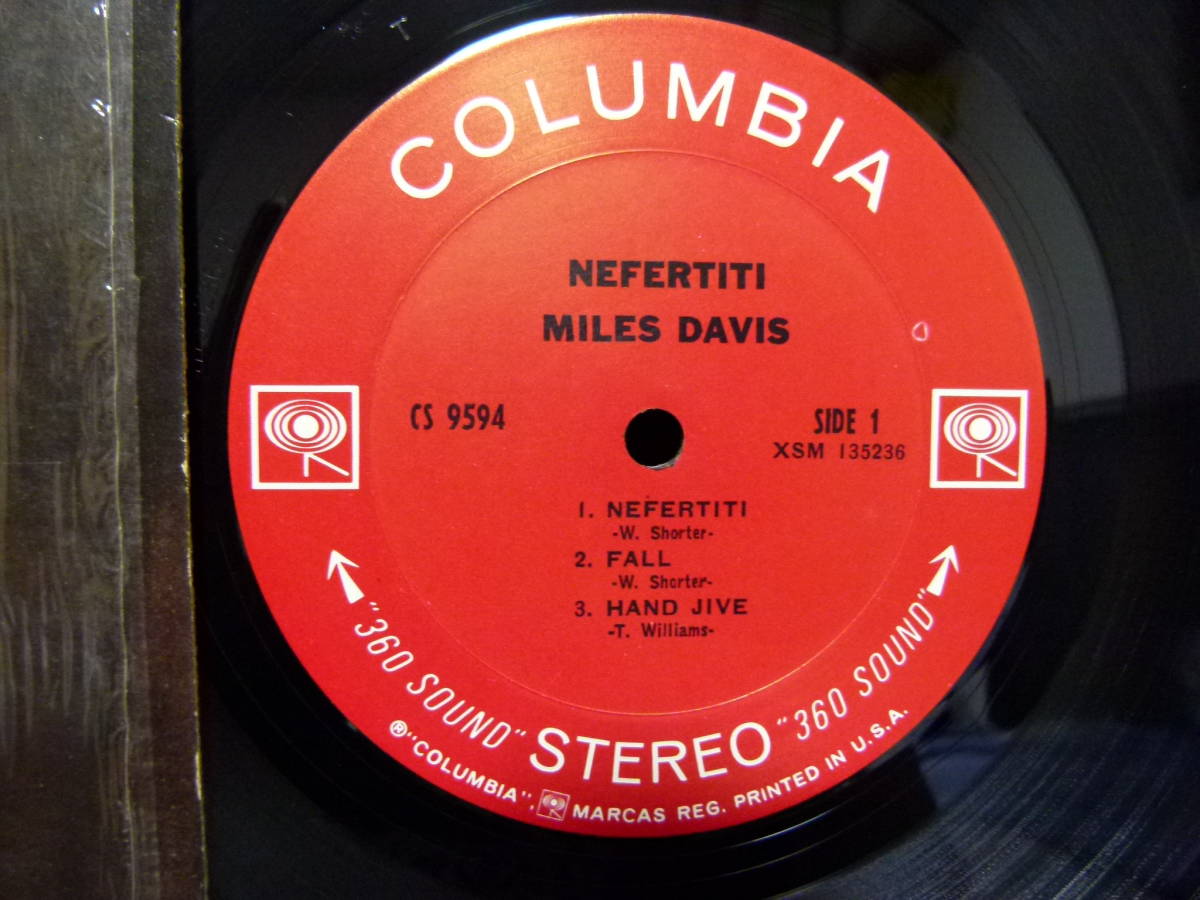 COLUMBIA
NEFERTITI
MILES DAVIS
CS 9594
SIDE 1
XSM 135236
1. NEFERTITI
-W. Shorter-
2. FALL
-W. Shorter-
3. HAND JIVE
-T. Williams-
"360 SOUND" STEREO "360 SOUND"
®"COLUMBIA", MARCAS REG. PRINTED IN U.S.A.